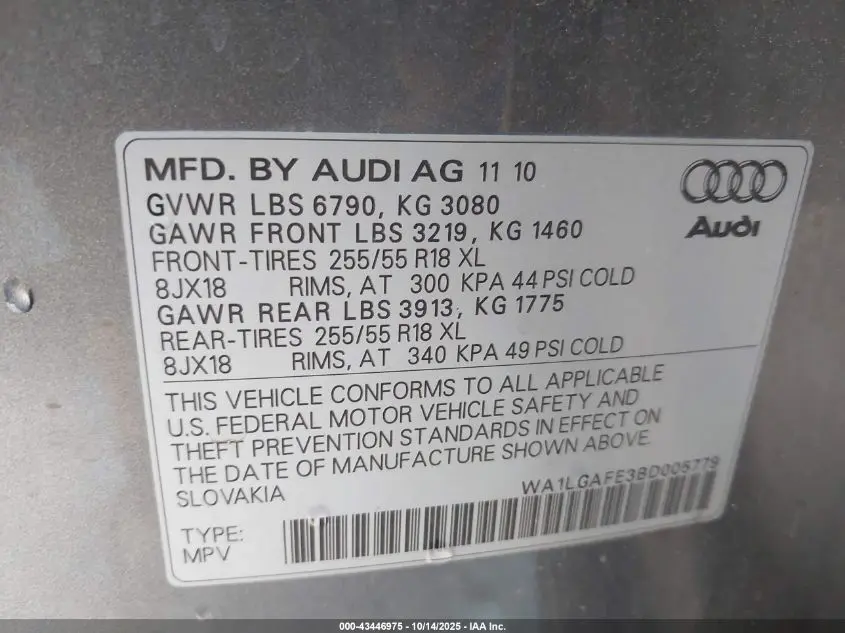 MFD. BY AUDI AG 11 10
GVWR LBS 6790, KG 3080
GAWR FRONT LBS 3219, KG 1460
FRONT-TIRES 255/55 R18 XL
8JX18 RIMS, AT 300 KPA 44 PSI COLD
GAWR REAR LBS 3913, KG 1775
REAR-TIRES 255/55 R18 XL
8JX18 RIMS, AT 340 KPA 49 PSI COLD
Audi
THIS VEHICLE CONFORMS TO ALL APPLICABLE
U.S. FEDERAL MOTOR VEHICLE SAFETY AND
THEFT PREVENTION STANDARDS IN EFFECT ON
THE DATE OF MANUFACTURE SHOWN ABOVE.
SLOVAKIA
WA1LGAFE3BD005779
TYPE:
MPV
000-43446975 - 10/14/2025 - IAA Inc.